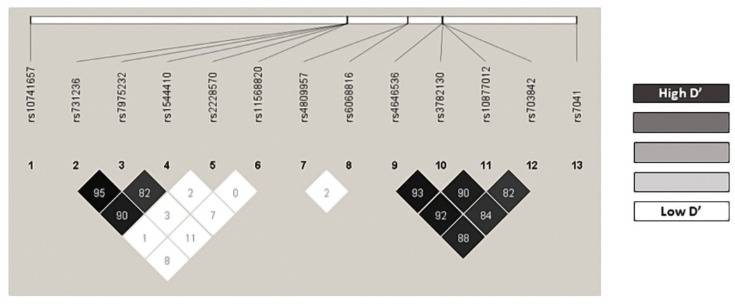 rs10741657 rs731236 rs7975232 rs1544410 rs2228570 rs11568820 rs4809957 rs6068816 rs4646536 rs3782130 rs10877012 rs703842 rs7041
1 2 3 4 5 6 7 8 9 10 11 12 13
95 82 2 0 2 93 90 82
90 3 7 92 84
1 11 88
8
High D’
Low D’